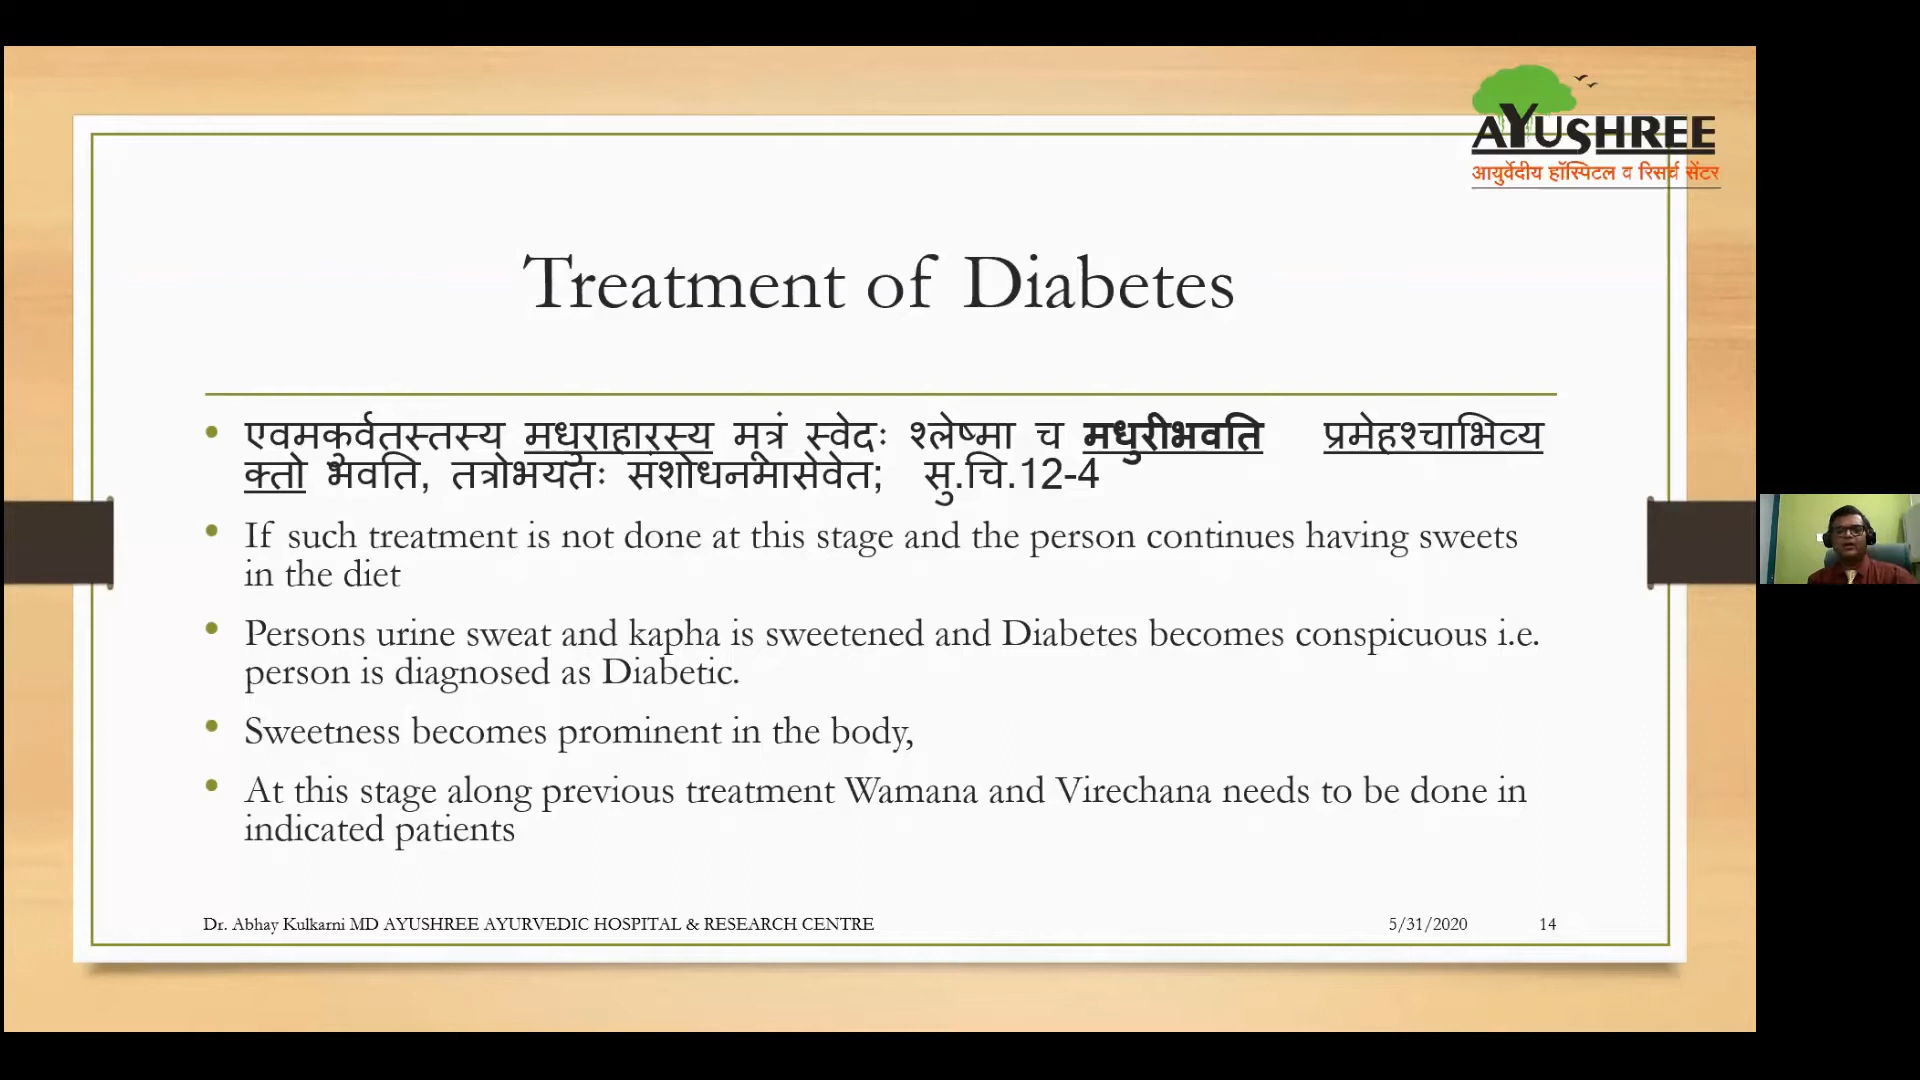 AYUSHREE
आयुर्वेदीय हॉस्पिटल व रिसर्च सेंटर
Treatment of Diabetes
• एवमकुर्वतस्तस्य मधुराहारस्य मूत्रं स्वेदः श्लेष्मा च मधुरीभवति प्रमेहश्चाभिव्य
क्तो भवति, तत्रोभयतः संशोधनमासेवेत; सु.चि.12-4
• If such treatment is not done at this stage and the person continues having sweets
in the diet
• Persons urine sweat and kapha is sweetened and Diabetes becomes conspicuous i.e.
person is diagnosed as Diabetic.
• Sweetness becomes prominent in the body,
• At this stage along previous treatment Wamana and Virechana needs to be done in
indicated patients
Dr. Abhay Kulkarni MD AYUSHREE AYURVEDIC HOSPITAL & RESEARCH CENTRE 5/31/2020 14